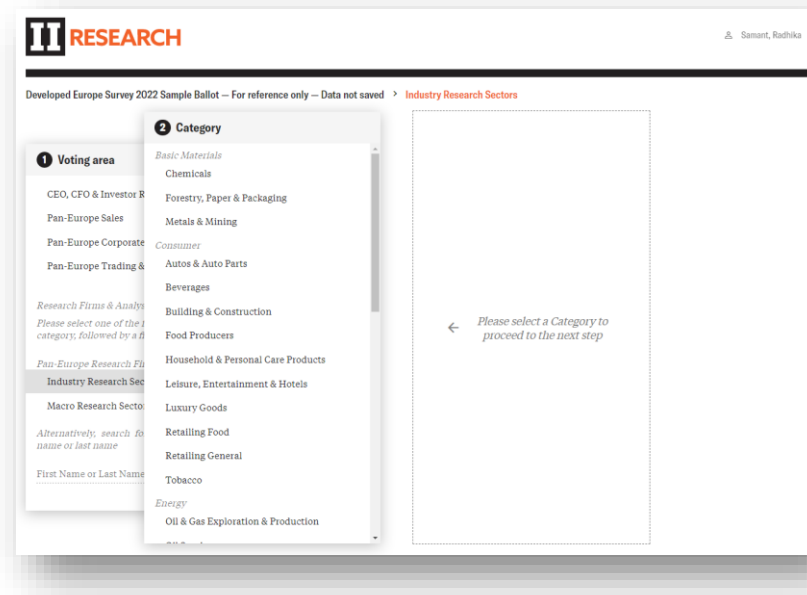 II RESEARCH
Samant, Radhika
Developed Europe Survey 2022 Sample Ballot — For reference only — Data not saved > Industry Research Sectors
1 Voting area
CEO, CFO & Investor R
Pan-Europe Sales
Pan-Europe Corporate
Pan-Europe Trading &
Research Firms & Analys
Please select one of the
category, followed by a
Pan-Europe Research
Industry Research Sec
Macro Research Secto
Alternatively, search fo
name or last name
First Name or Last Name
2 Category
Basic Materials
Chemicals
Forestry, Paper & Packaging
Metals & Mining
Consumer
Autos & Auto Parts
Beverages
Building & Construction
Food Producers
Household & Personal Care Products
Leisure, Entertainment & Hotels
Luxury Goods
Retailing Food
Retailing General
Tobacco
Energy
Oil & Gas Exploration & Production
← Please select a Category to
proceed to the next step